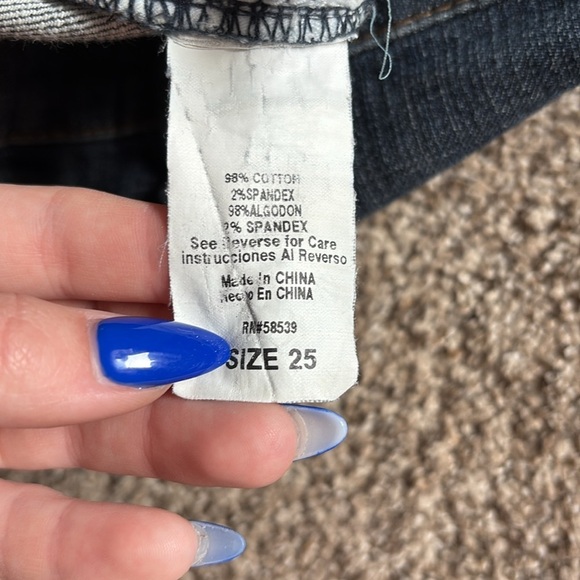 98% COTTON
2%SPANDEX
98%ALGODON
2% SPANDEX
See Reverse for Care
instrucciones Al Reverso
Made In CHINA
Hecho En CHINA
RN#58539
SIZE 25